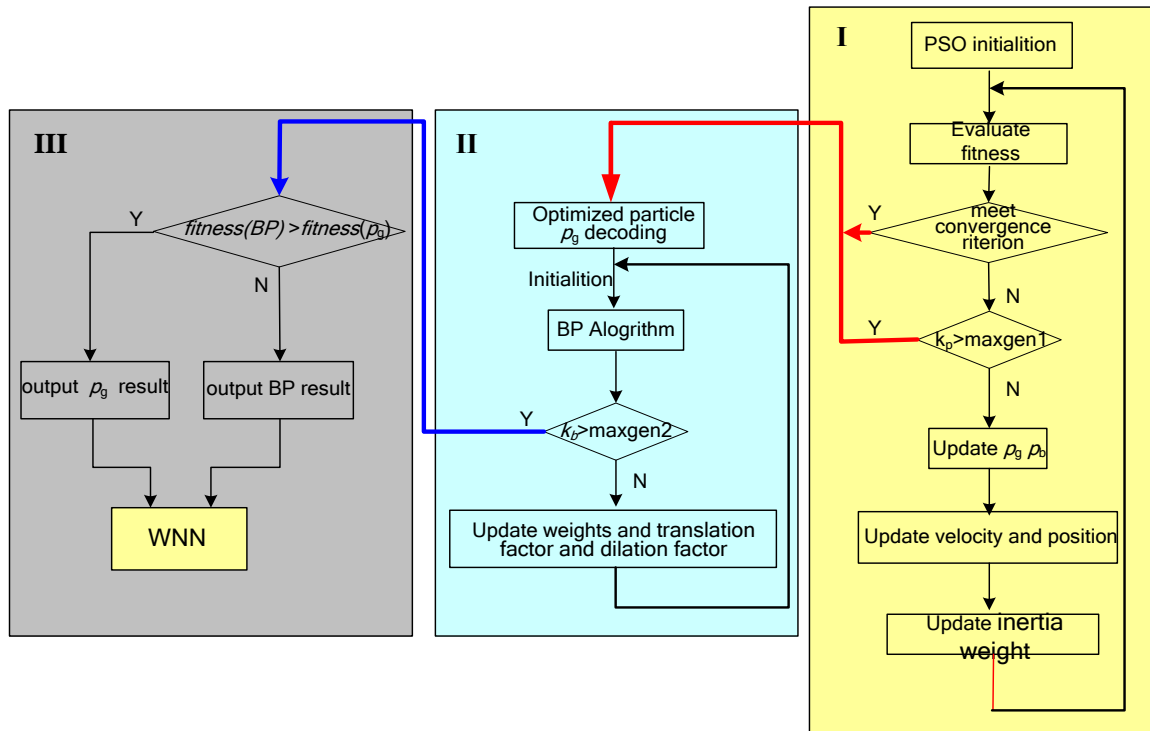 I
PSO initialition
Evaluate
fitness
meet
convergence
riterion
Y
N
kp>maxgen1
Y
N
Update pg pb
Update velocity and position
Update inertia
weight
II
Optimized particle
pg decoding
Initialition
BP Alogrithm
kb>maxgen2
Y
N
Update weights and translation
factor and dilation factor
III
fitness(BP)>fitness(pg)
Y
N
output pg result
output BP result
WNN